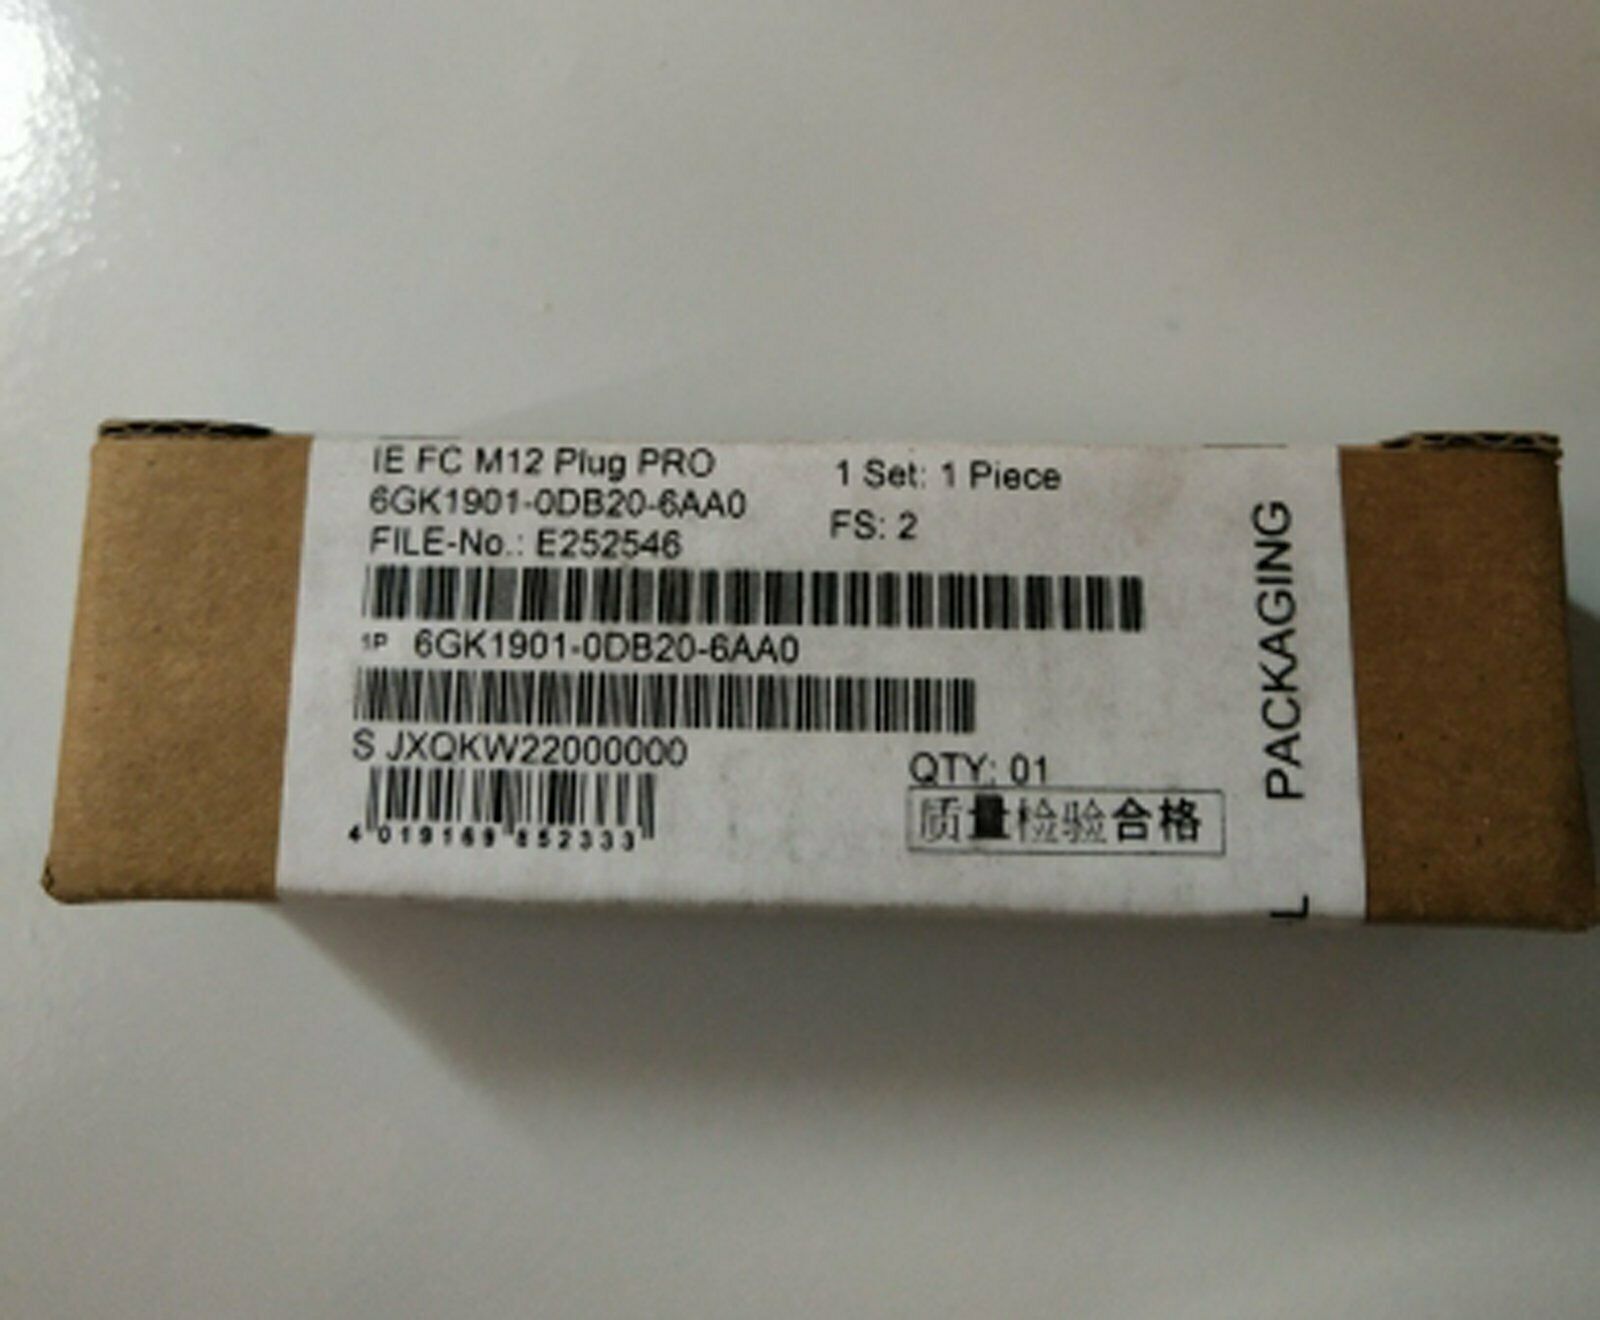 IE FC M12 Plug PRO
6GK1901-0DB20-6AA0
FILE-No.: E252546
1 Set: 1 Piece
FS: 2
1P 6GK1901-0DB20-6AA0
S JXQKW22000000
4 019169 852333
QTY: 01
质量检验合格
PACKAGING